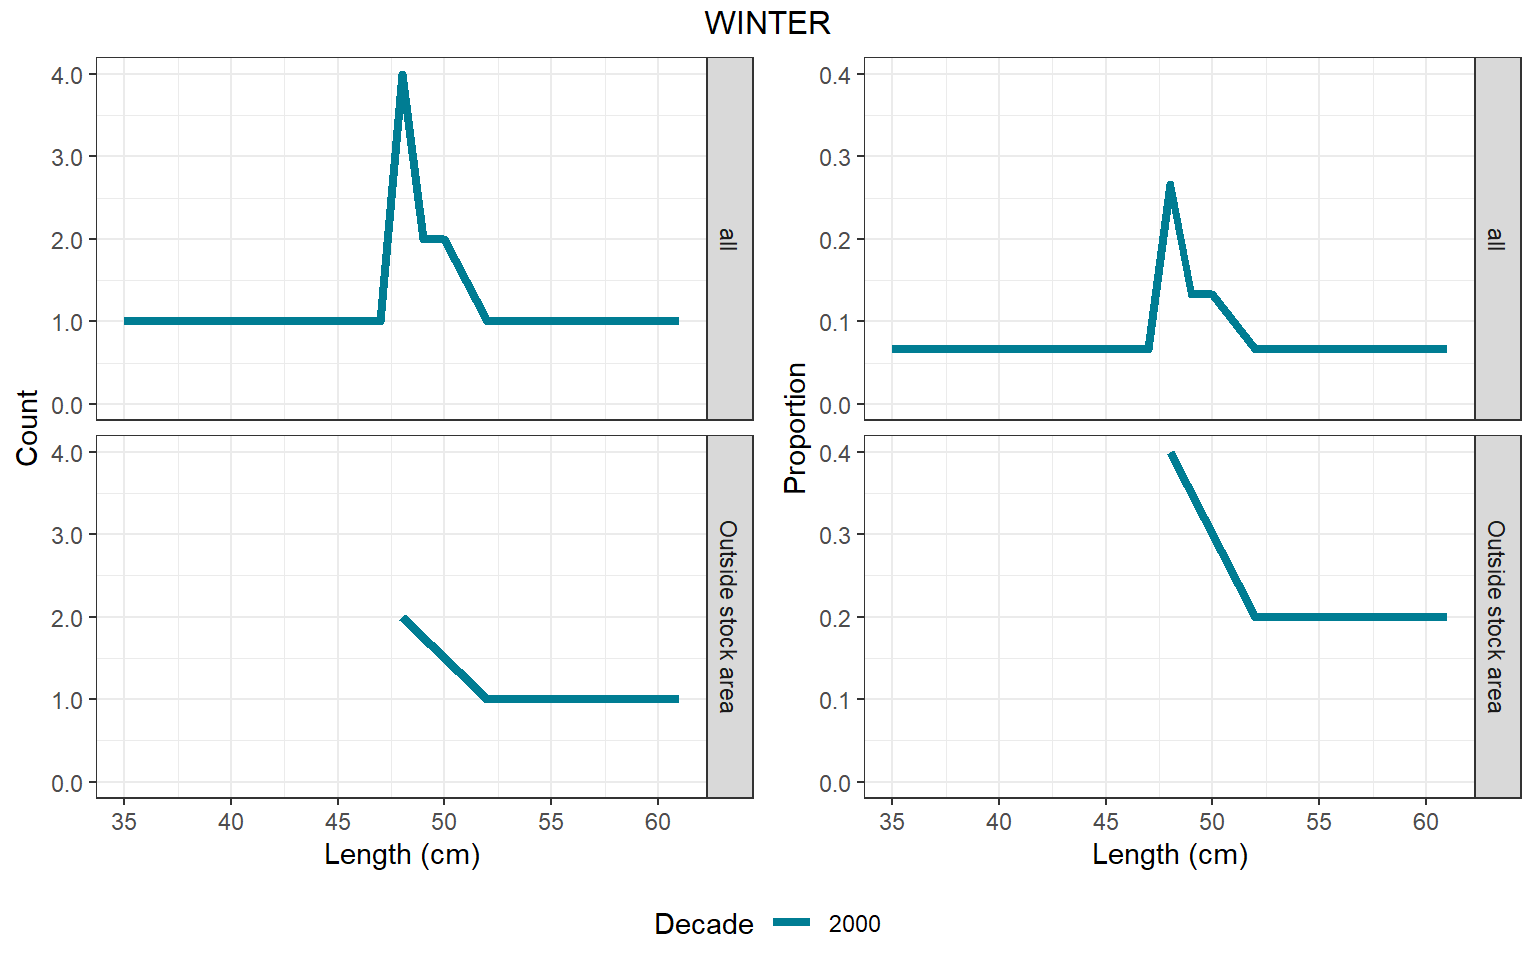 WINTER
Count
4.0
3.0
2.0
1.0
0.0
all
4.0
3.0
2.0
1.0
0.0
Outside stock area
35 40 45 50 55 60
Length (cm)
Proportion
0.4
0.3
0.2
0.1
0.0
all
0.4
0.3
0.2
0.1
0.0
Outside stock area
35 40 45 50 55 60
Length (cm)
Decade 2000